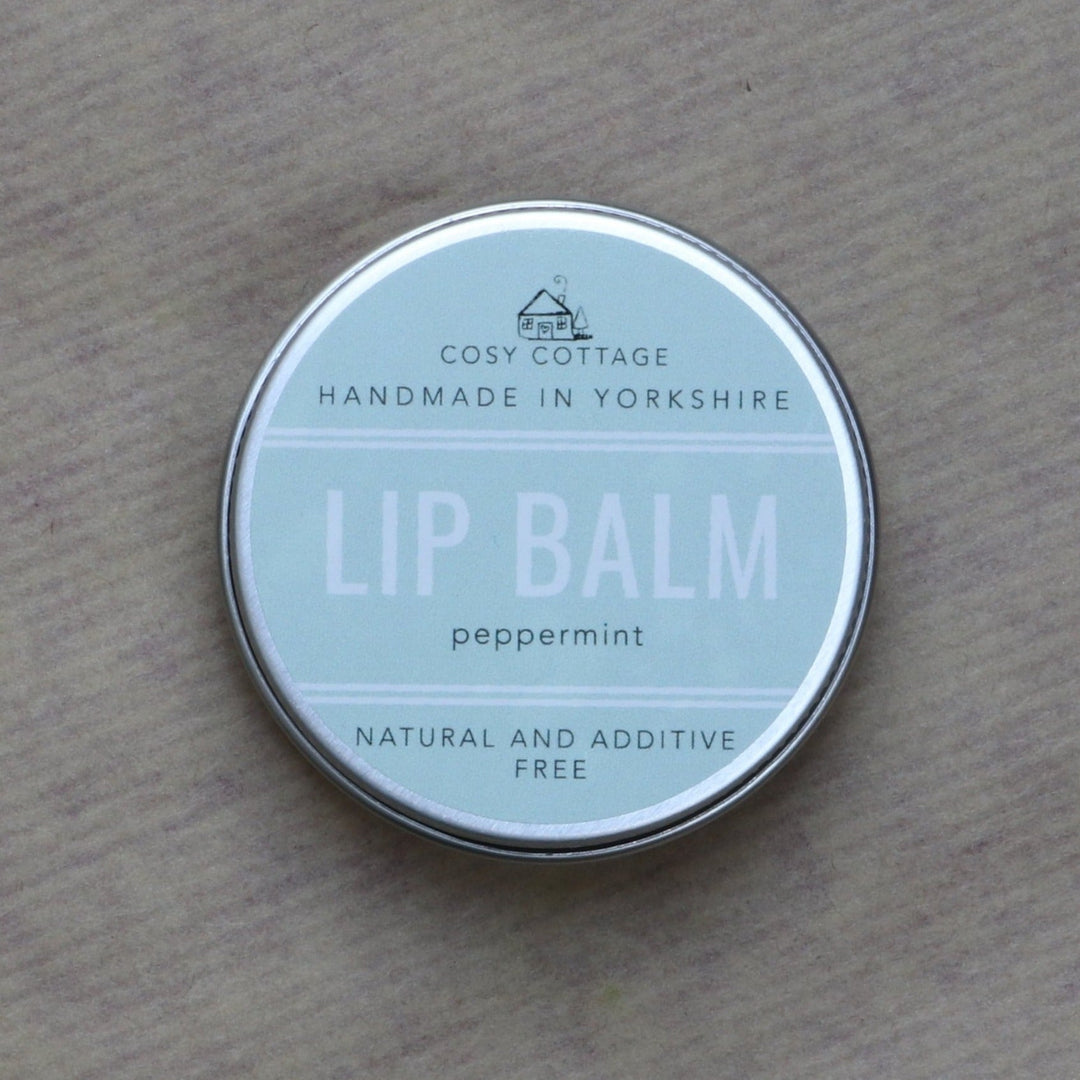 COSY COTTAGE
HANDMADE IN YORKSHIRE
LIP BALM
peppermint
NATURAL AND ADDITIVE
FREE